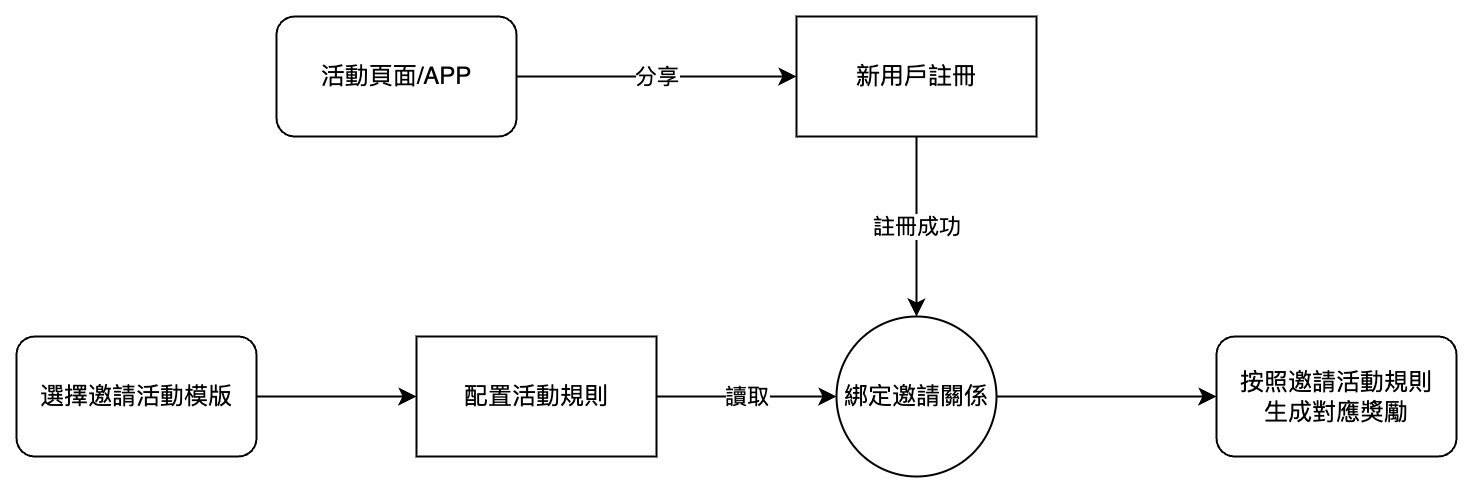 活動頁面/APP
分享
新用戶註冊
註冊成功
選擇邀請活動模版
配置活動規則
讀取
綁定邀請關係
按照邀請活動規則
生成對應獎勵